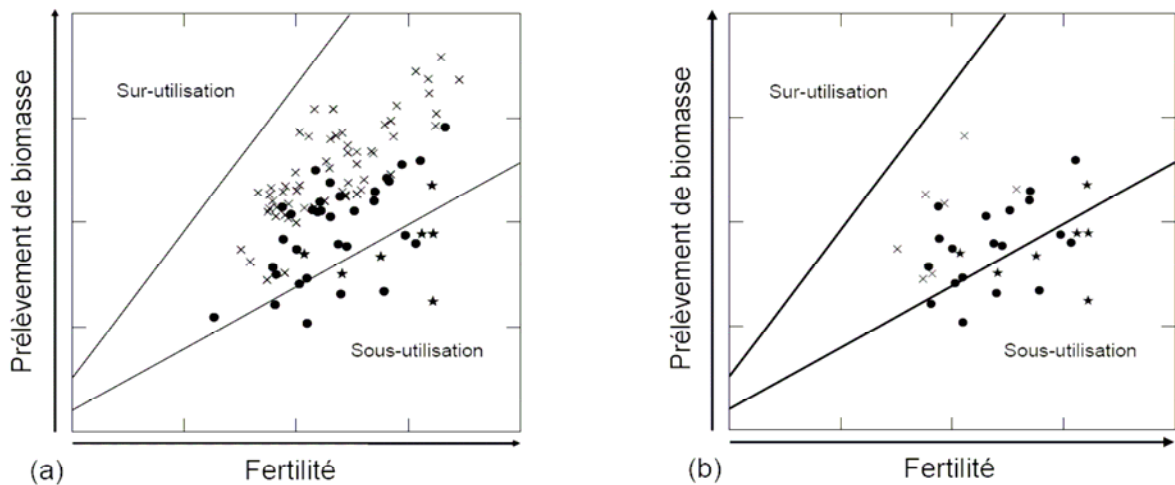 Prélèvement de biomasse
Sur-utilisation
Sous-utilisation
(a)
Fertilité
Prélèvement de biomasse
Sur-utilisation
Sous-utilisation
(b)
Fertilité